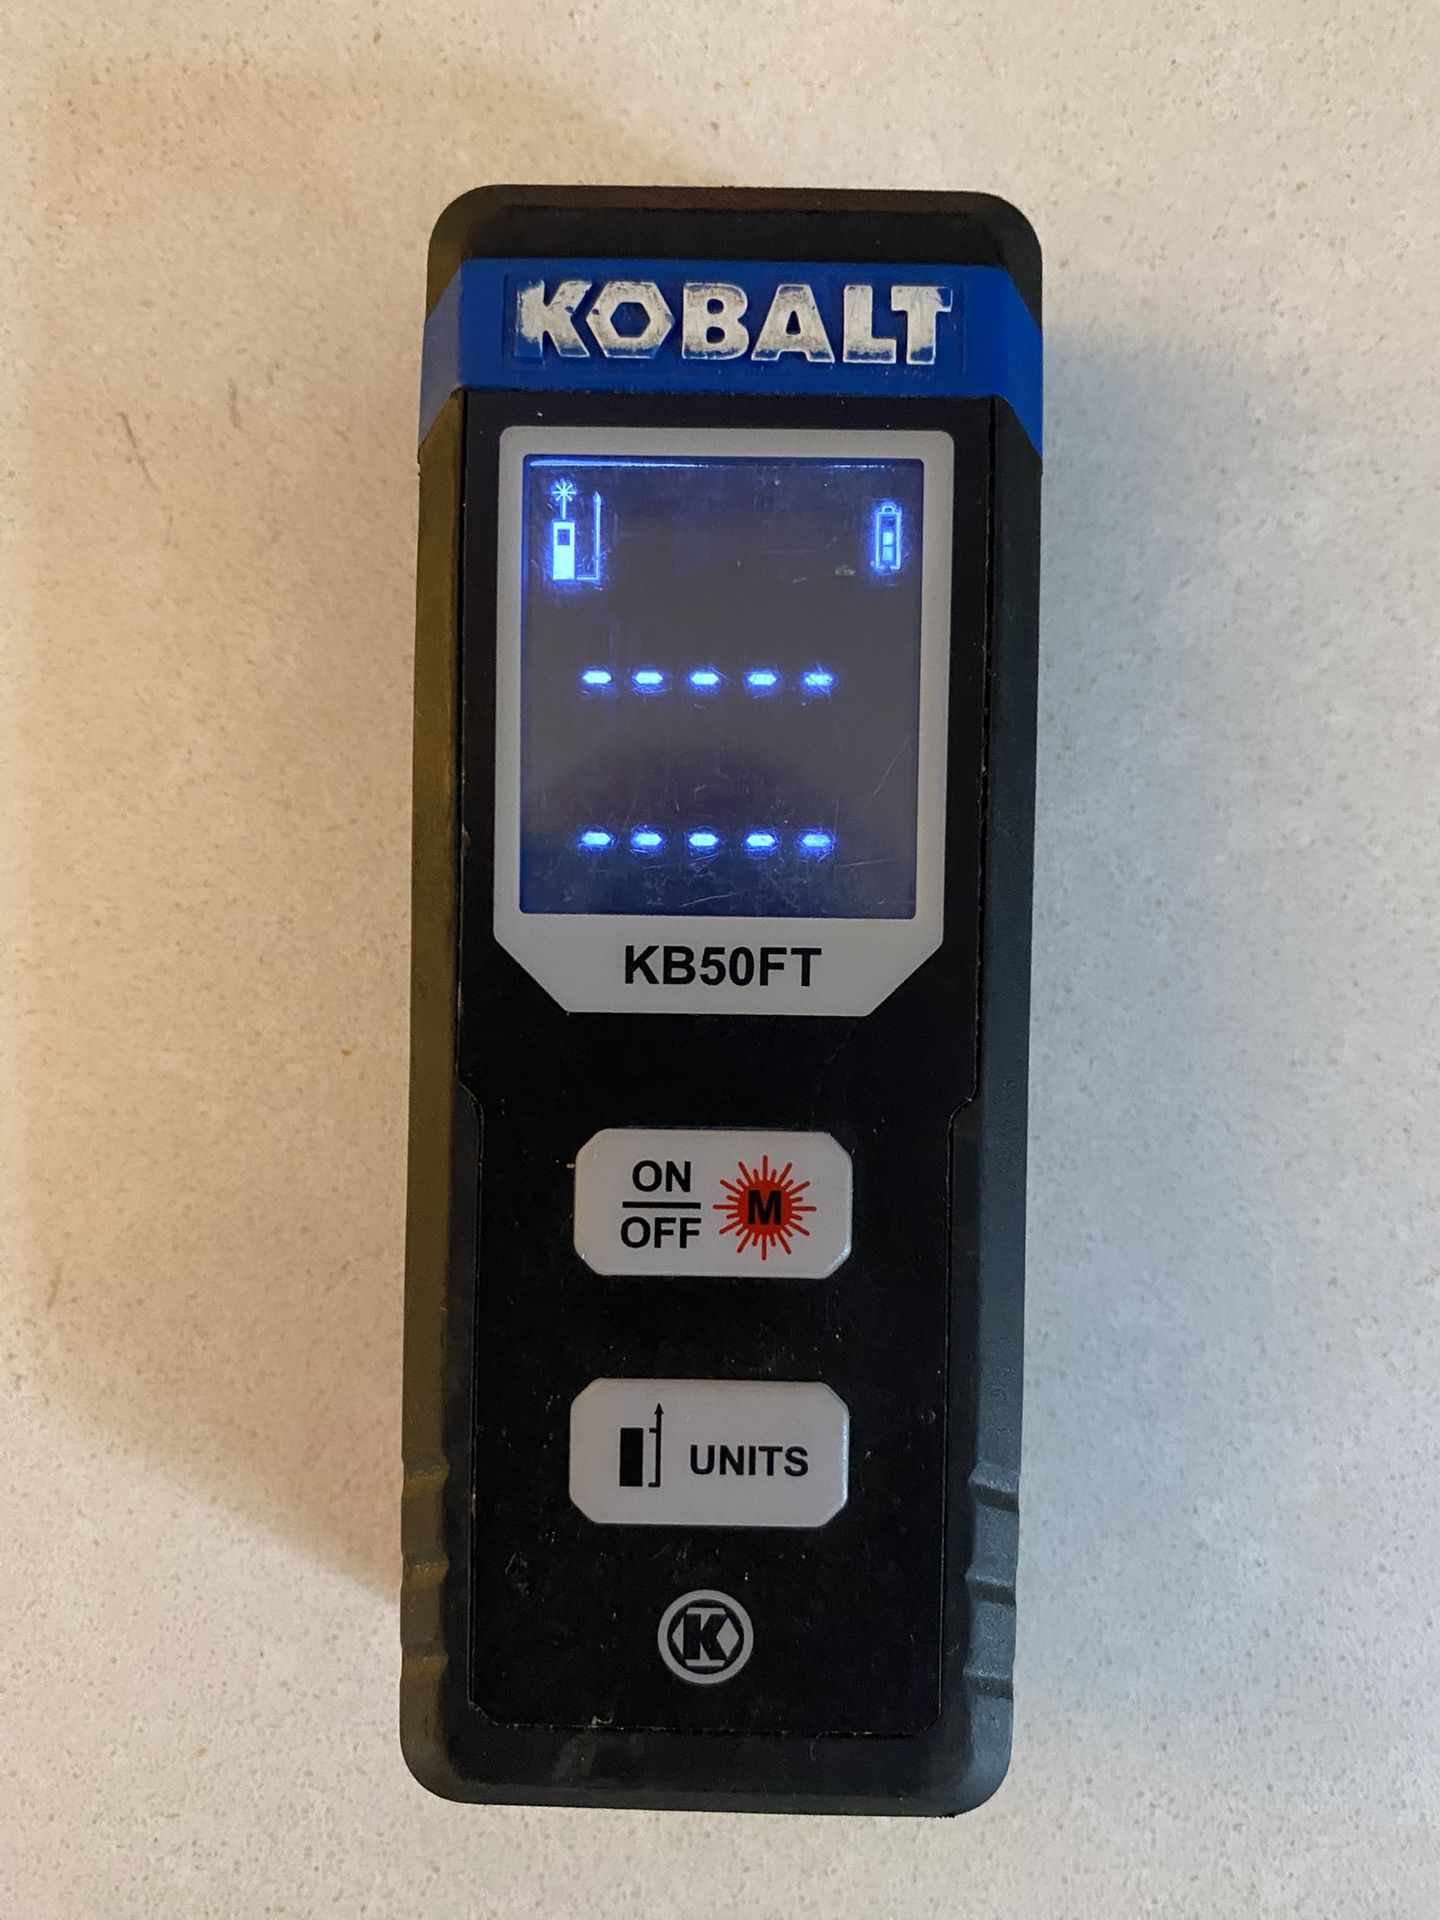 KOBALT
-----
-----
KB50FT
ON
OFF
M
UNITS
K